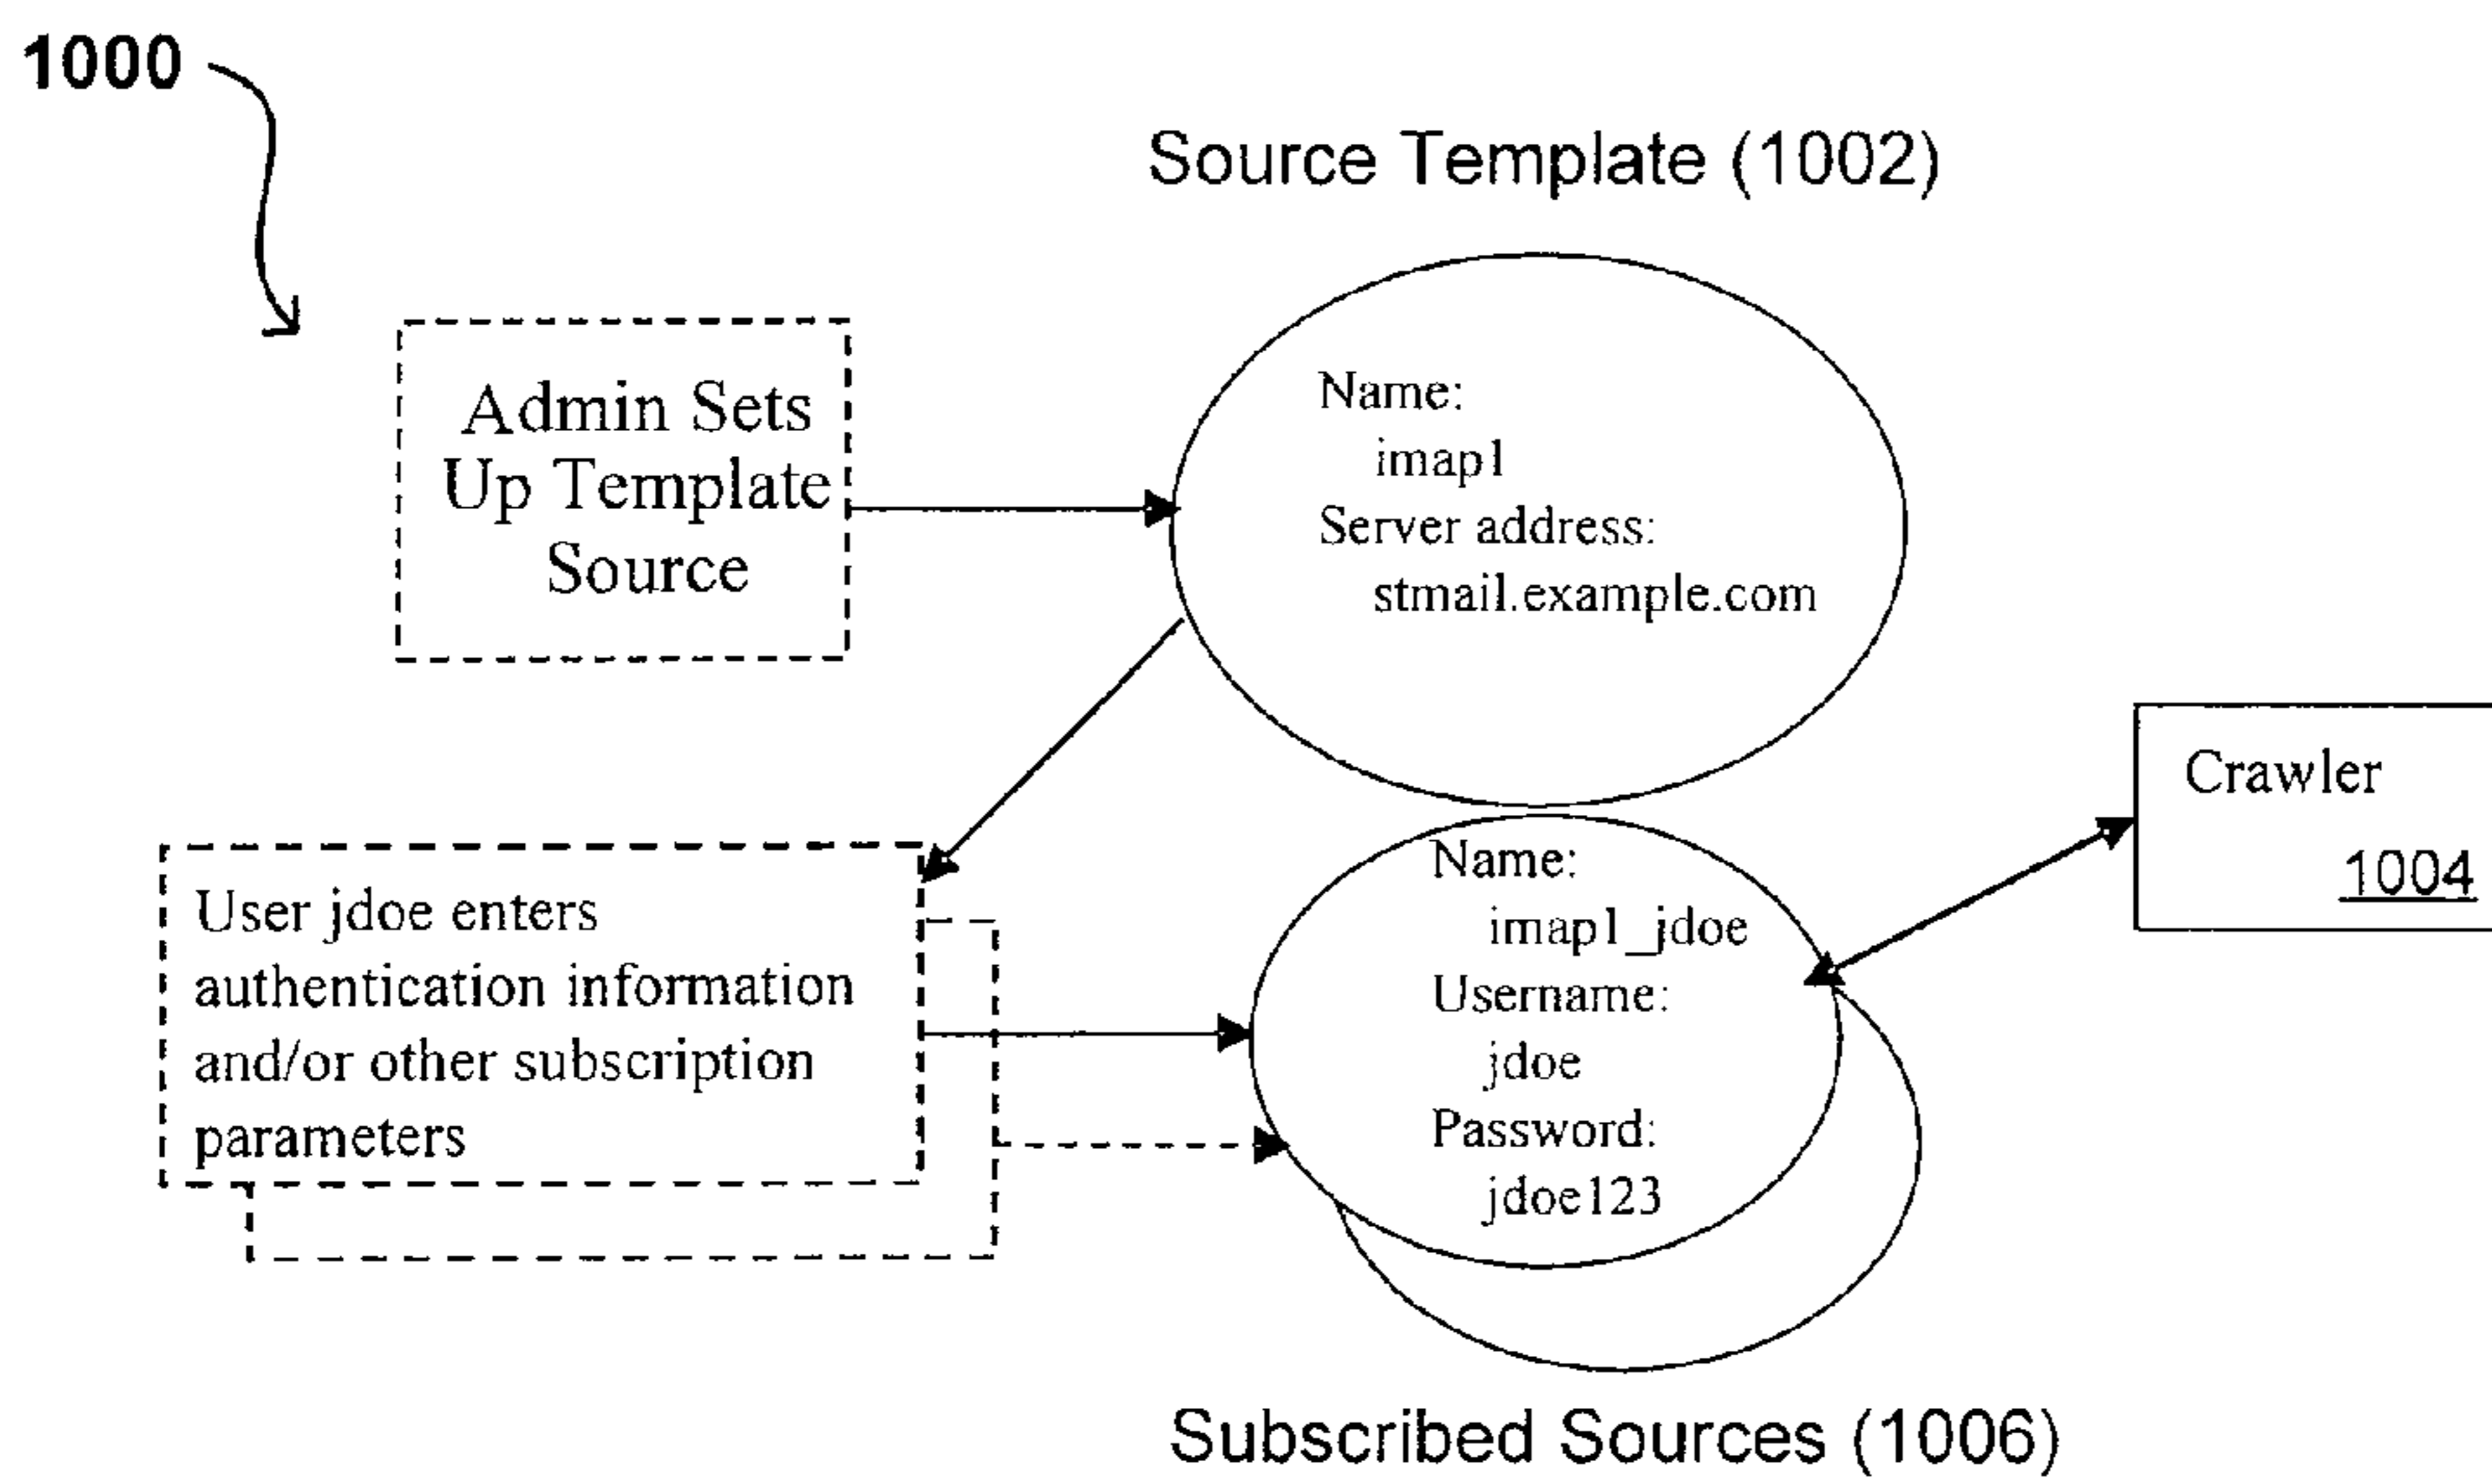 1000
Source Template (1002)
Admin Sets
Up Template
Source
Name:
imap1
Server address:
stmail.example.com
Crawler
1004
User jdoe enters
authentication information
and/or other subscription
parameters
Name:
imap1_jdoe
Username:
jdoe
Password:
jdoe123
Subscribed Sources (1006)